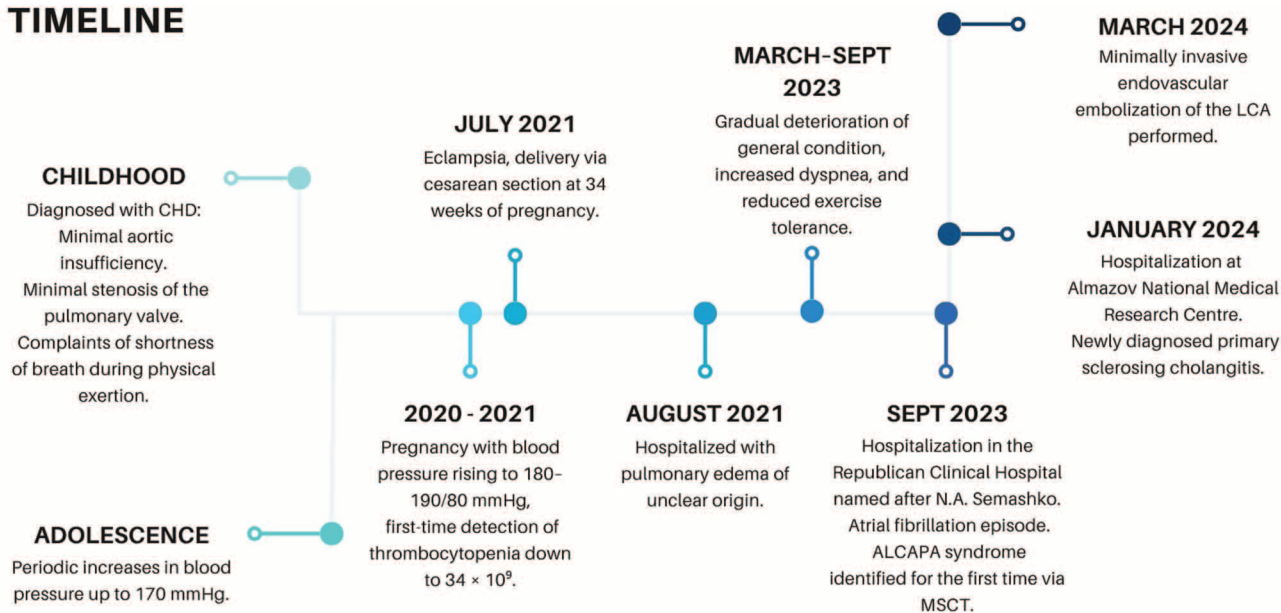 TIMELINE
CHILDHOOD
Diagnosed with CHD:
Minimal aortic
insufficiency.
Minimal stenosis of the
pulmonary valve.
Complaints of shortness
of breath during physical
exertion.
ADOLESCENCE
Periodic increases in blood
pressure up to 170 mmHg.
2020 - 2021
Pregnancy with blood
pressure rising to 180–
190/80 mmHg,
first-time detection of
thrombocytopenia down
to 34 × 10⁹.
JULY 2021
Eclampsia, delivery via
cesarean section at 34
weeks of pregnancy.
AUGUST 2021
Hospitalized with
pulmonary edema of
unclear origin.
MARCH–SEPT
2023
Gradual deterioration of
general condition,
increased dyspnea, and
reduced exercise
tolerance.
SEPT 2023
Hospitalization in the
Republican Clinical Hospital
named after N.A. Semashko.
Atrial fibrillation episode.
ALCAPA syndrome
identified for the first time via
MSCT.
JANUARY 2024
Hospitalization at
Almazov National Medical
Research Centre.
Newly diagnosed primary
sclerosing cholangitis.
MARCH 2024
Minimally invasive
endovascular
embolization of the LCA
performed.